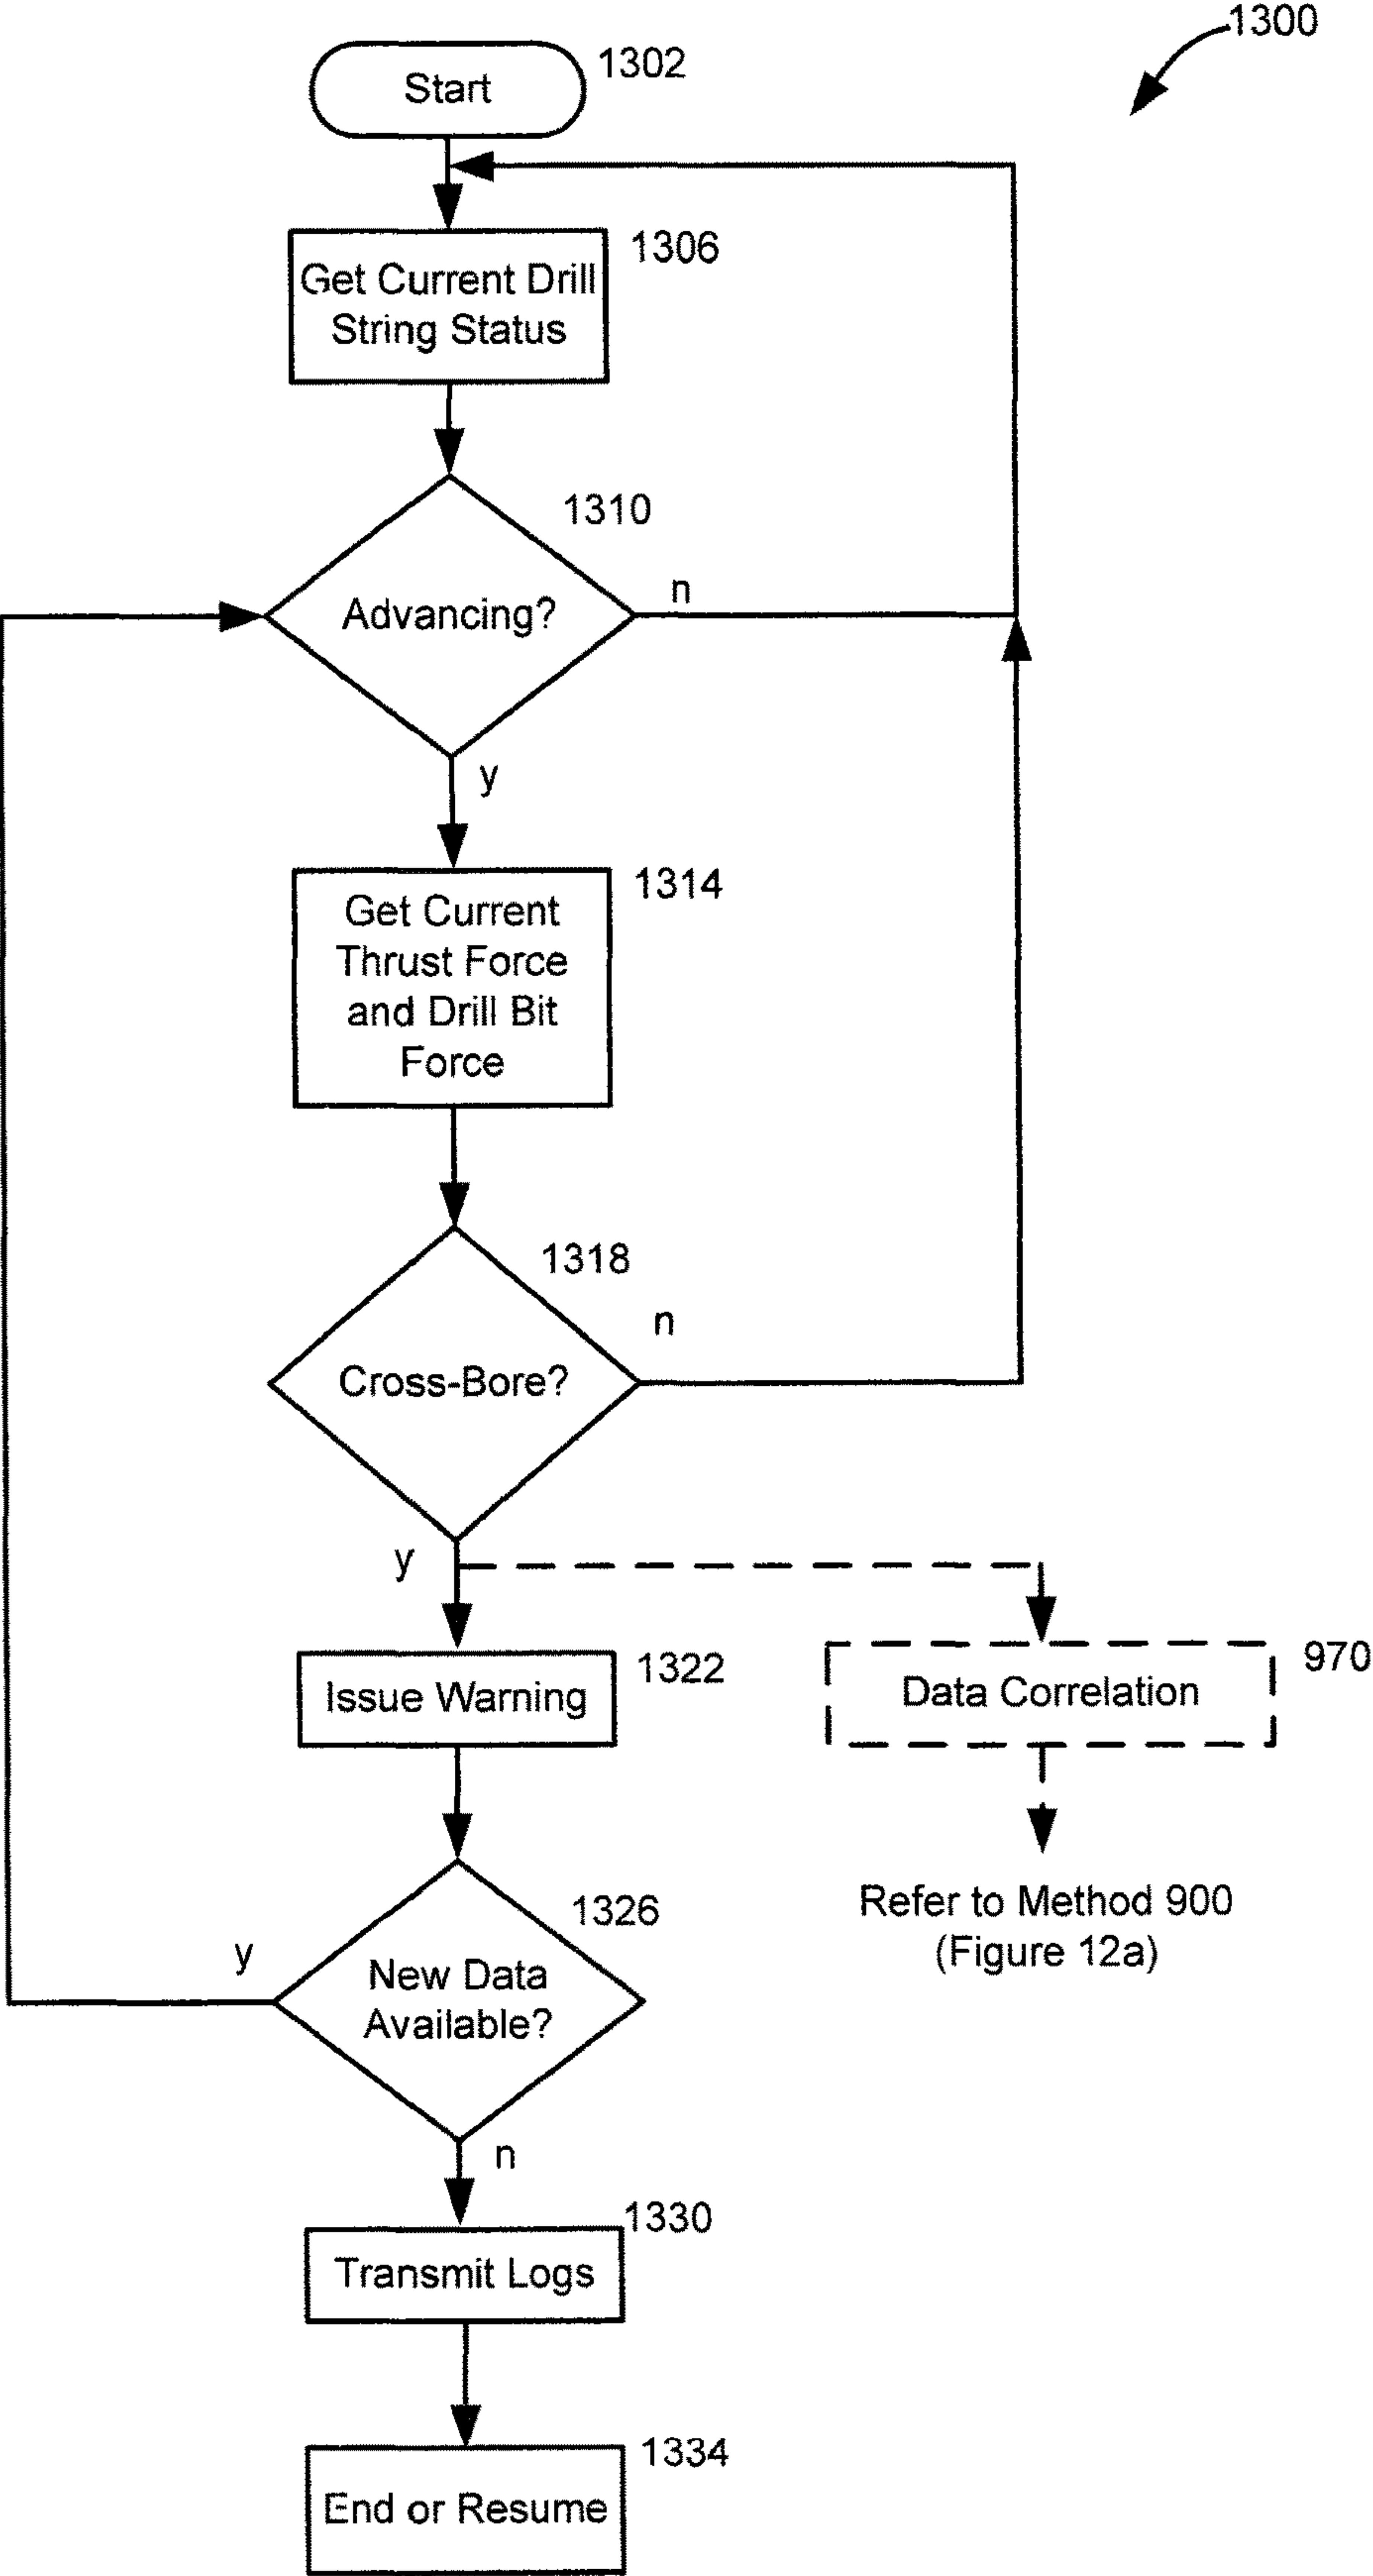 1300
Start
1302
1306
Get Current Drill
String Status
1310
Advancing?
n
y
1314
Get Current
Thrust Force
and Drill Bit
Force
1318
Cross-Bore?
n
y
1322
Issue Warning
970
Data Correlation
Refer to Method 900
(Figure 12a)
1326
New Data
Available?
y
n
1330
Transmit Logs
1334
End or Resume